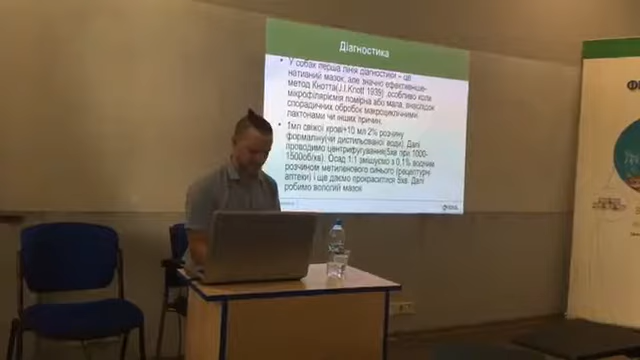 Діагностика
У собак перша лінія діагностики – це
нативний мазок, але значно ефективніше-
метод Кнотта(J.I.Knott 1939) ,особливо коли
мікрофіляріємія помірна або мала, внаслідок
спорадичних обробок макроциклічними
лактонами чи інших причин.
1мл свіжої крові+10 мл 2% розчину
формаліну(чи дистильованої води). Далі
проводимо центрифугування(5хв при 1000-
1500об/хв). Осад 1:1 змішуємо з 0,1% водним
розчином метиленового синього (рецептурні
аптеки) і ще даємо прокраситися 5хв. Далі
робимо вологий мазок